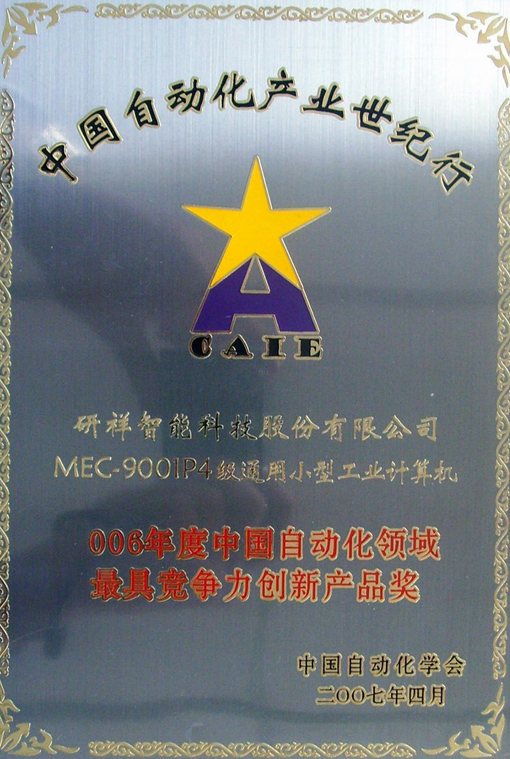 中国自动化产业世纪行
CAIE
研祥智能科技股份有限公司
MEC-9001P4级通用小型工业计算机
006年度中国自动化领域
最具竞争力创新产品奖
中国自动化学会
二〇〇七年四月